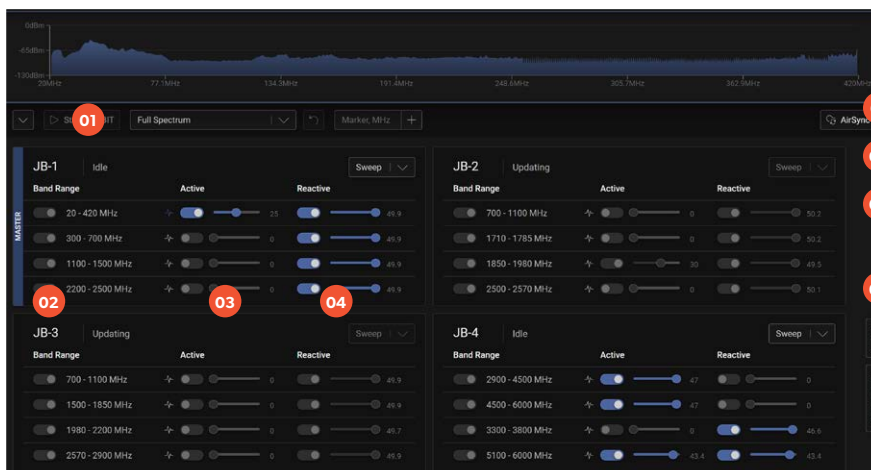 0dBm
-65dBm
-130dBm
20MHz 77.1MHz 134.3MHz 191.4MHz 248.6MHz 305.7MHz 362.9MHz 420MHz
01 Full Spectrum Marker, MHz + AirSync
JB-1 Idle Sweep
Band Range Active Reactive
MASTER
20 - 420 MHz 25 49.9
300 - 700 MHz 0 49.9
1100 - 1500 MHz 0 49.9
2200 - 2500 MHz 0 49.9
02 03 04
JB-2 Updating Sweep
Band Range Active Reactive
700 - 1100 MHz 0 50.2
1710 - 1785 MHz 0 50.2
1850 - 1980 MHz 30 49.5
2500 - 2570 MHz 0 50.1
JB-3 Updating Sweep
Band Range Active Reactive
700 - 1100 MHz 0 49.9
1500 - 1850 MHz 0 49.9
1980 - 2200 MHz 0 49.7
2570 - 2900 MHz 0 49.9
JB-4 Idle Sweep
Band Range Active Reactive
2900 - 4500 MHz 47 0
4500 - 6000 MHz 47 0
3300 - 3800 MHz 0 46.6
5100 - 6000 MHz 43.4 43.4